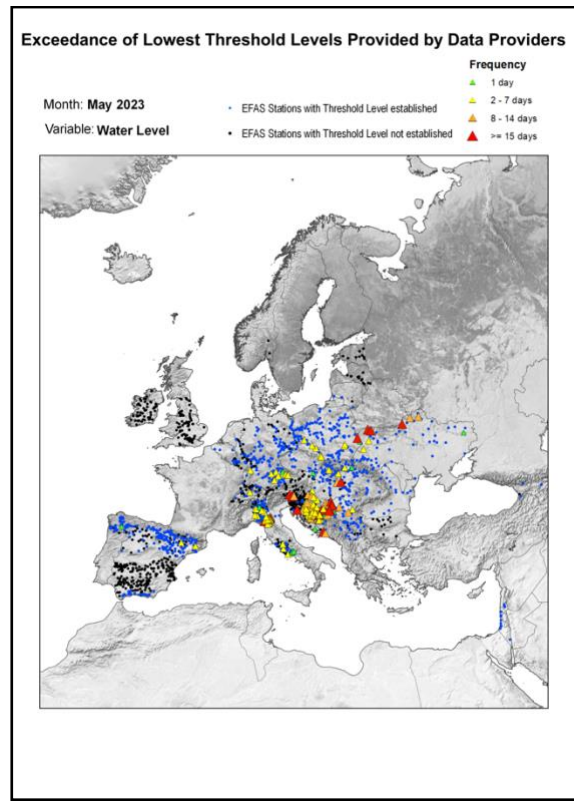 Exceedance of Lowest Threshold Levels Provided by Data Providers
Frequency
1 day
2 - 7 days
8 - 14 days
>= 15 days
Month: May 2023
Variable: Water Level
EFAS Stations with Threshold Level established
EFAS Stations with Threshold Level not established